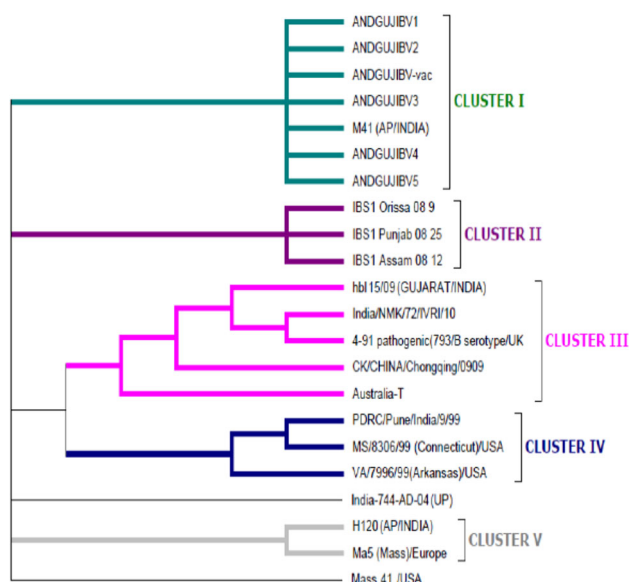 ANDGUJIBV1
ANDGUJIBV2
ANDGUJIBV-vac
ANDGUJIBV3
CLUSTER I
M41 (AP/INDIA)
ANDGUJIBV4
ANDGUJIBV5
IBS1 Orissa 08 9
IBS1 Punjab 08 25
CLUSTER II
IBS1 Assam 08 12
hbl 15/09 (GUJARAT/INDIA)
India/NMK/72/IVRI/10
4-91 pathogenic(793/B serotype/UK
CLUSTER III
CK/CHINA/Chongqing/0909
Australia-T
PDRC/Pune/India/9/99
MS/8306/99 (Connecticut)/USA
CLUSTER IV
VA/7996/99(Arkansas)/USA
India-744-AD-04 (UP)
H120 (AP/INDIA)
CLUSTER V
Ma5 (Mass)/Europe
Mass 41 /USA